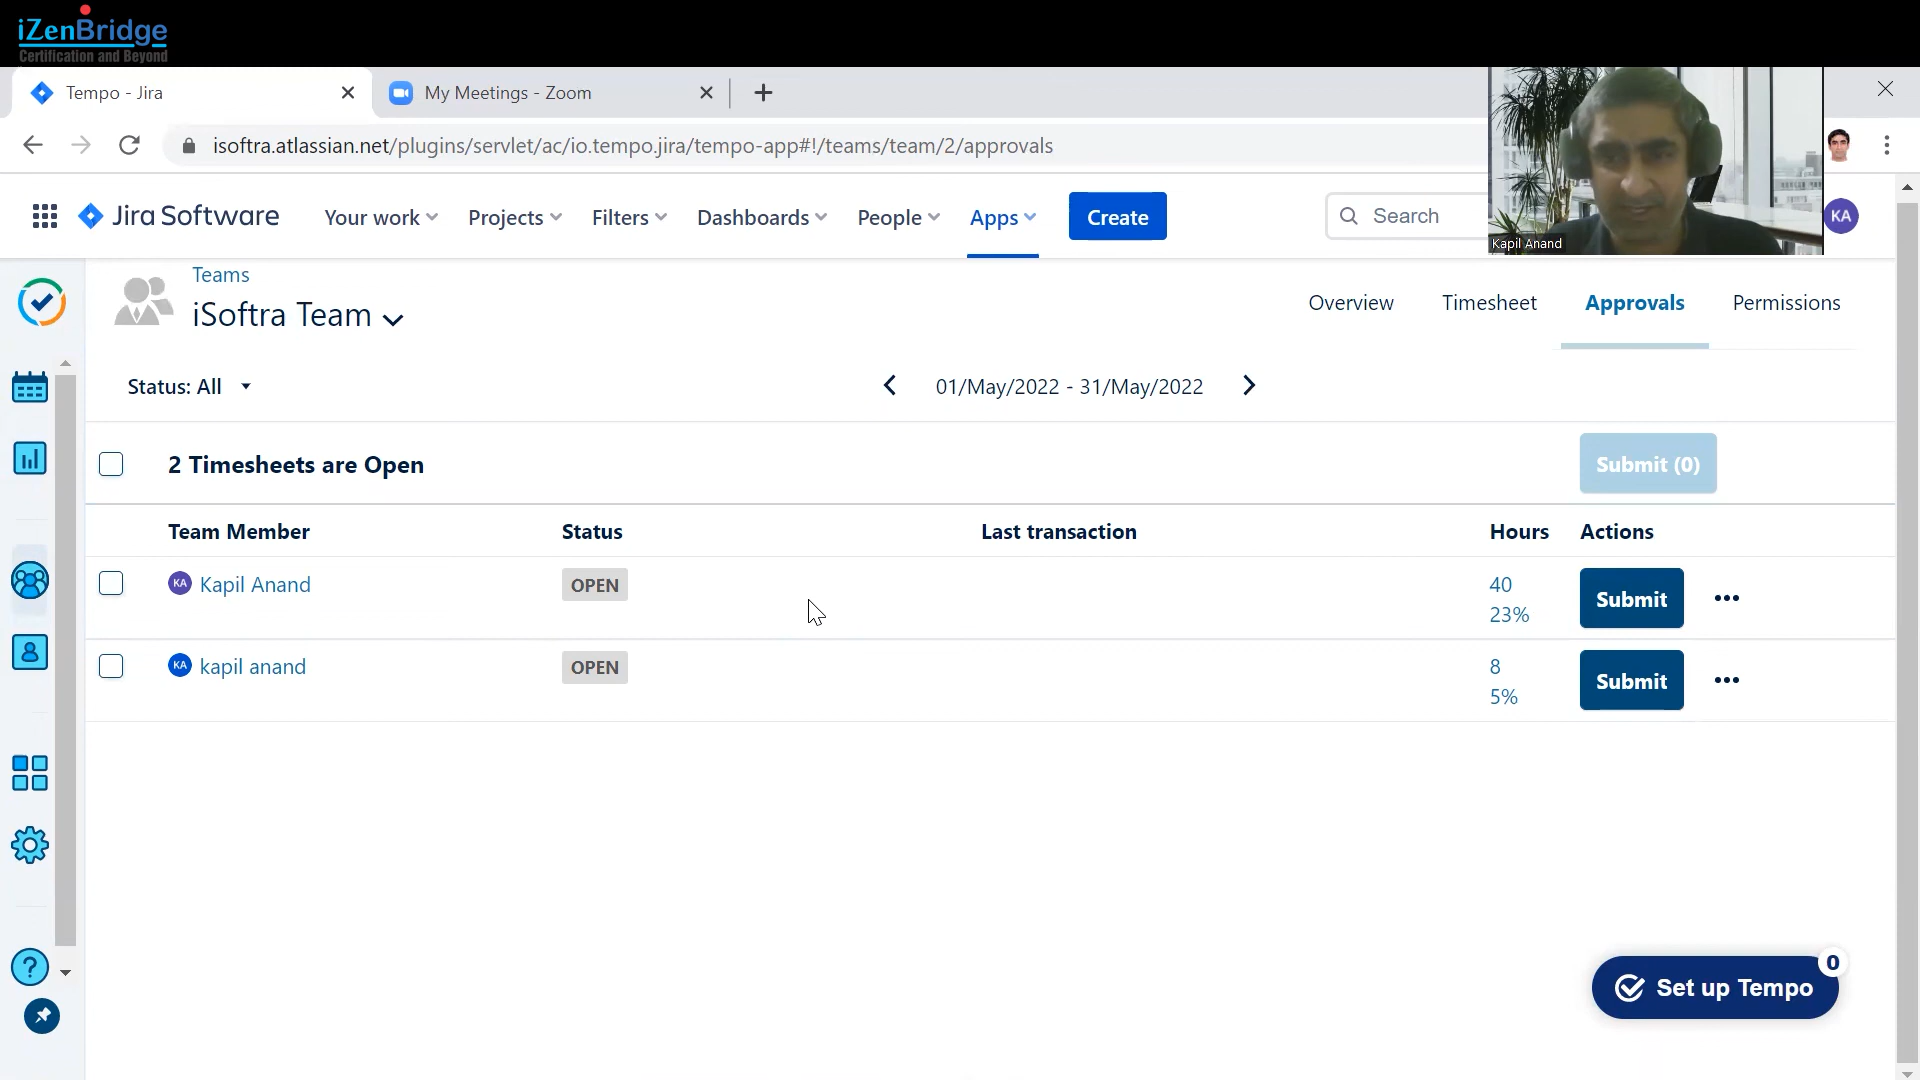 iZenBridge
Certification and Beyond
Tempo - Jira
My Meetings - Zoom
isoftra.atlassian.net/plugins/servlet/ac/io.tempo.jira/tempo-app#!/teams/team/2/approvals
Jira Software
Your work
Projects
Filters
Dashboards
People
Apps
Create
Search
Kapil Anand
KA
Teams
iSoftra Team
Overview
Timesheet
Approvals
Permissions
Status: All
01/May/2022 - 31/May/2022
2 Timesheets are Open
Submit (0)
Team Member
Status
Last transaction
Hours
Actions
KA Kapil Anand
OPEN
40
23%
Submit
KA kapil anand
OPEN
8
5%
Submit
0
Set up Tempo